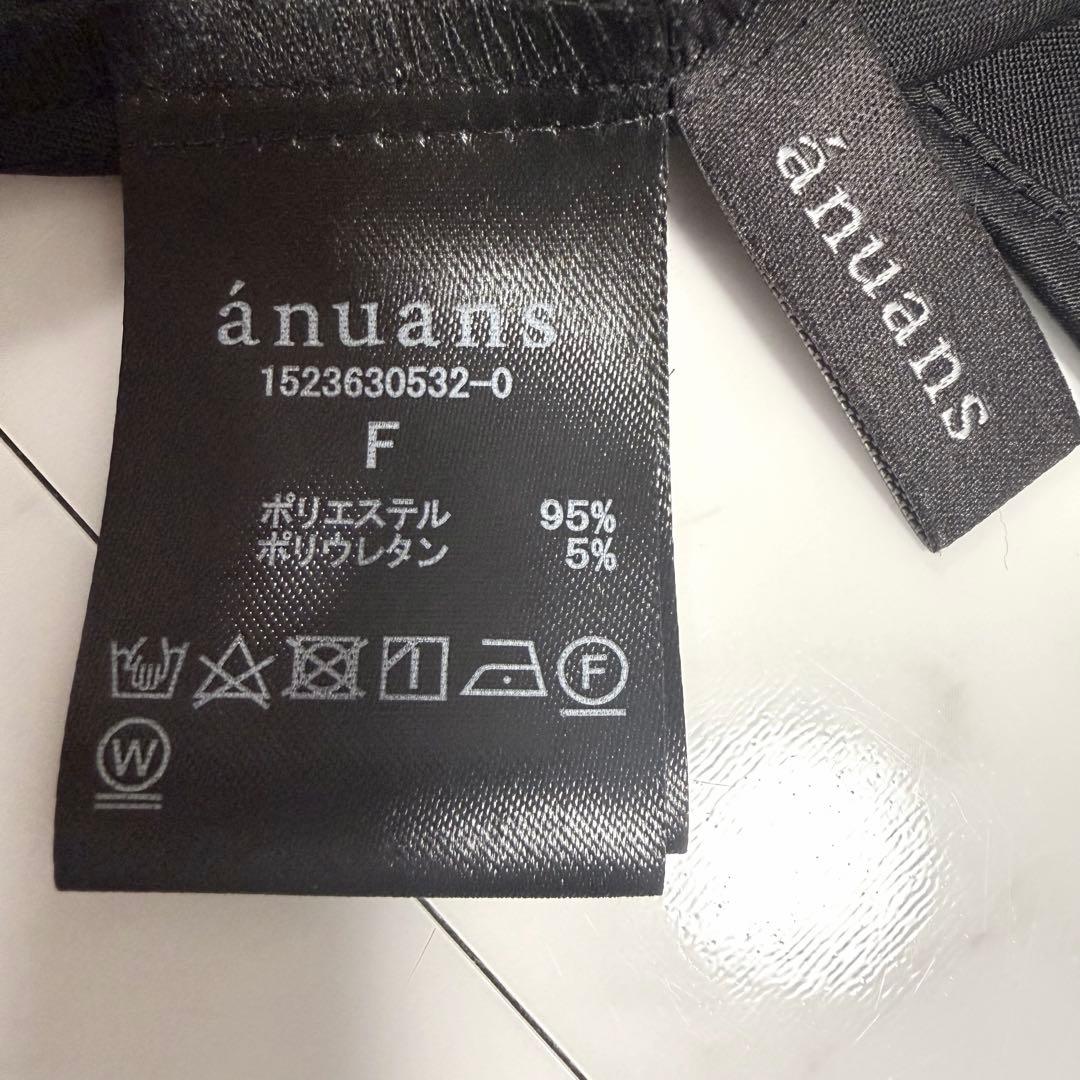 ánuans
1523630532-0
F
ポリエステル 95%
ポリウレタン 5%
F
W
ánuans